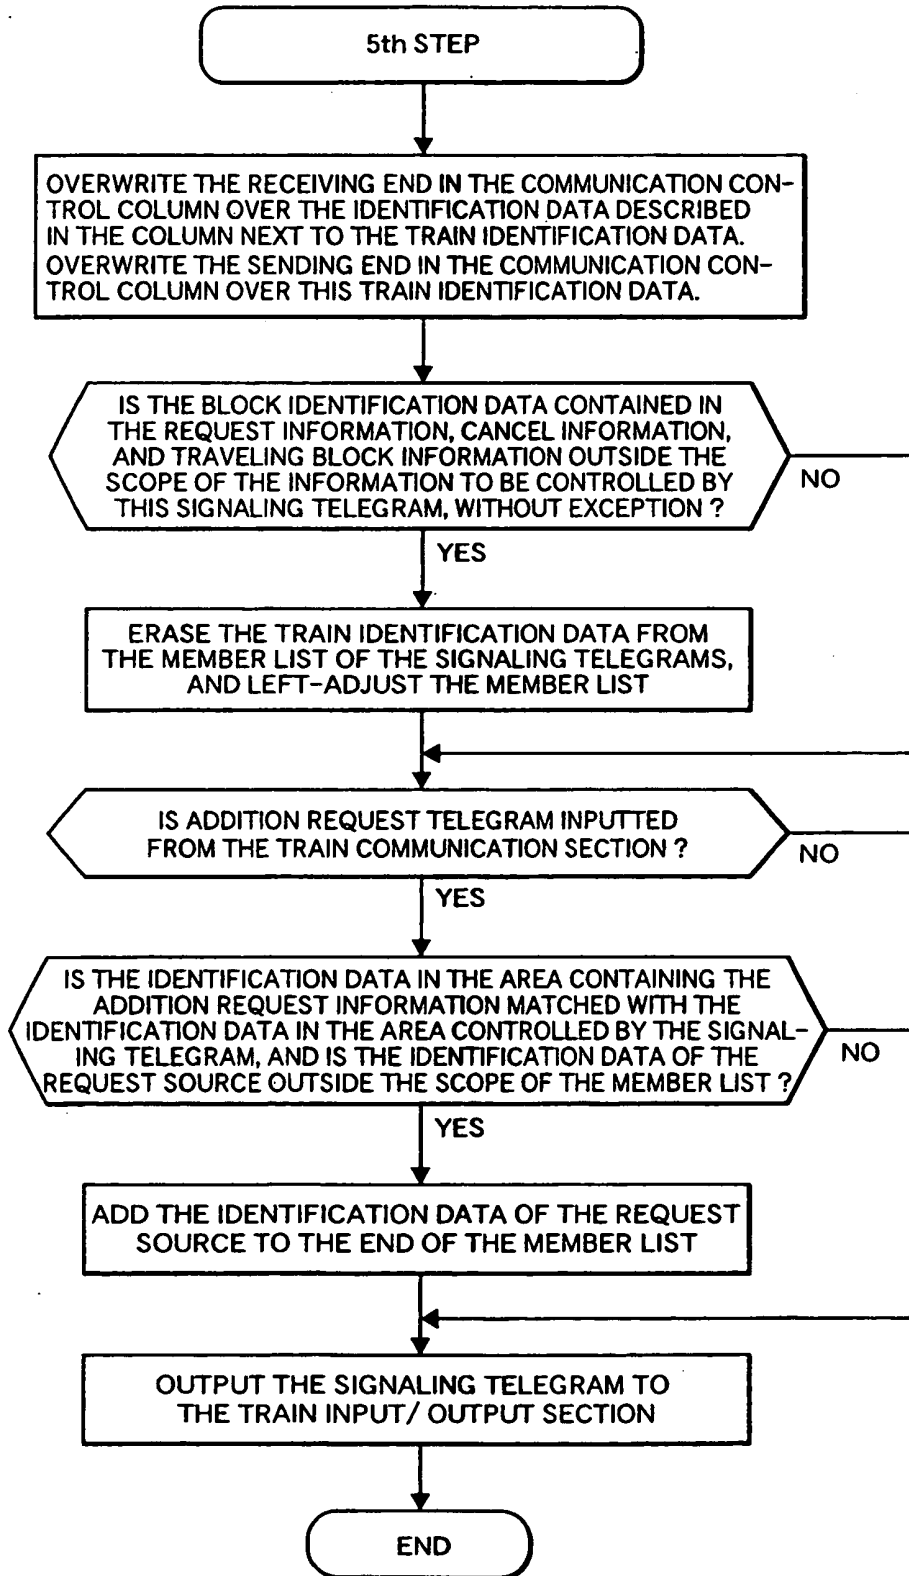 5th STEP
OVERWRITE THE RECEIVING END IN THE COMMUNICATION CON-
TROL COLUMN OVER THE IDENTIFICATION DATA DESCRIBED
IN THE COLUMN NEXT TO THE TRAIN IDENTIFICATION DATA.
OVERWRITE THE SENDING END IN THE COMMUNICATION CON-
TROL COLUMN OVER THIS TRAIN IDENTIFICATION DATA.
IS THE BLOCK IDENTIFICATION DATA CONTAINED IN
THE REQUEST INFORMATION, CANCEL INFORMATION,
AND TRAVELING BLOCK INFORMATION OUTSIDE THE
SCOPE OF THE INFORMATION TO BE CONTROLLED BY
THIS SIGNALING TELEGRAM, WITHOUT EXCEPTION ?
NO
YES
ERASE THE TRAIN IDENTIFICATION DATA FROM
THE MEMBER LIST OF THE SIGNALING TELEGRAMS,
AND LEFT-ADJUST THE MEMBER LIST
IS ADDITION REQUEST TELEGRAM INPUTTED
FROM THE TRAIN COMMUNICATION SECTION ?
NO
YES
IS THE IDENTIFICATION DATA IN THE AREA CONTAINING THE
ADDITION REQUEST INFORMATION MATCHED WITH THE
IDENTIFICATION DATA IN THE AREA CONTROLLED BY THE SIGNAL-
ING TELEGRAM, AND IS THE IDENTIFICATION DATA OF THE
REQUEST SOURCE OUTSIDE THE SCOPE OF THE MEMBER LIST ?
NO
YES
ADD THE IDENTIFICATION DATA OF THE REQUEST
SOURCE TO THE END OF THE MEMBER LIST
OUTPUT THE SIGNALING TELEGRAM TO
THE TRAIN INPUT/ OUTPUT SECTION
END